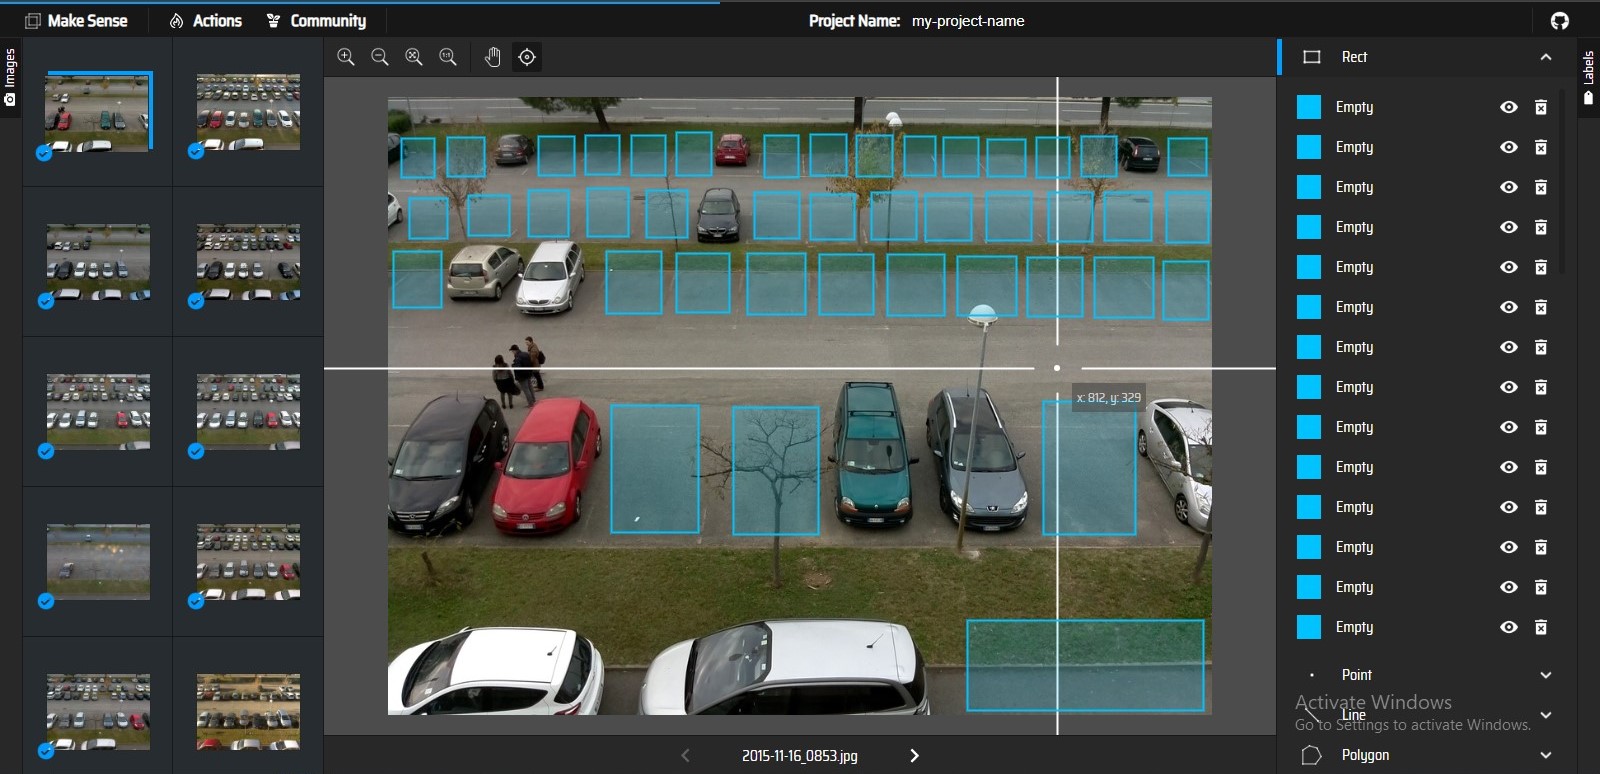 Make Sense
Actions
Community
Project Name: my-project-name
Images
1:1
Rect
Labels
Empty
Empty
Empty
Empty
Empty
Empty
Empty
Empty
Empty
Empty
Empty
Empty
Empty
Empty
x: 812, y: 329
Point
Activate Windows
Line
Go to Settings to activate Windows.
Polygon
2015-11-16_0853.jpg